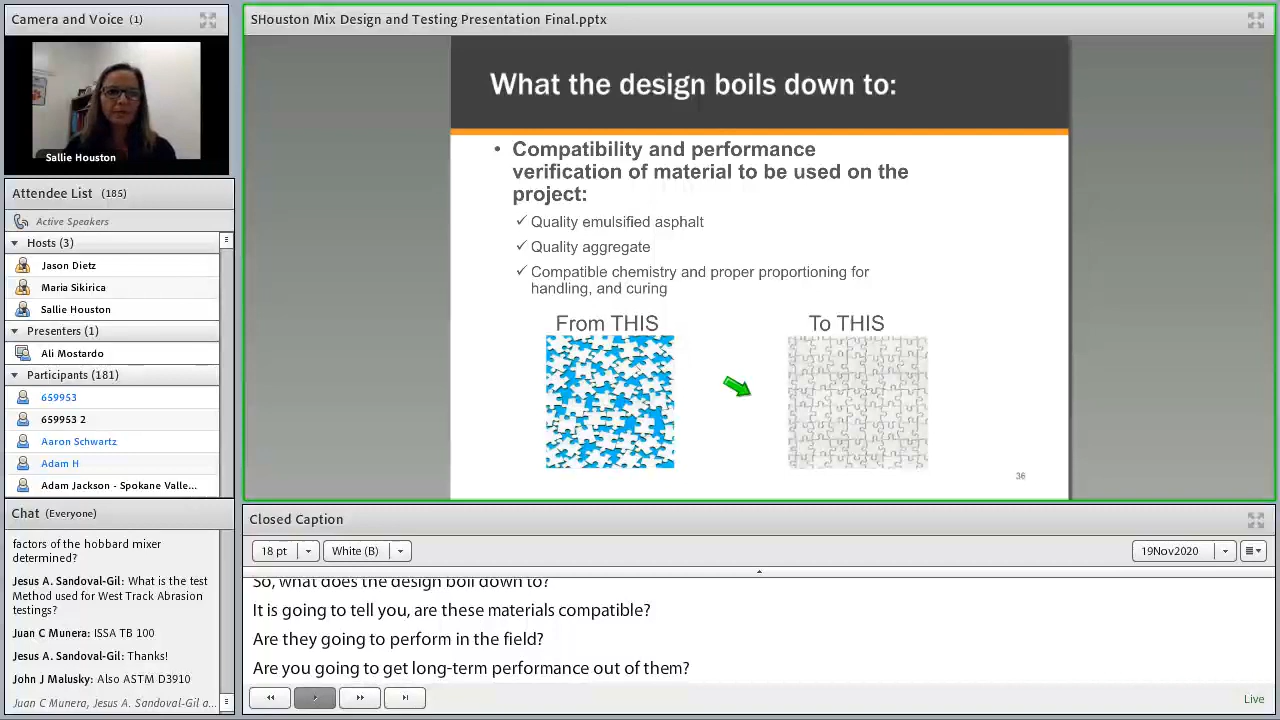 Camera and Voice (1)
Sallie Houston
Attendee List (185)
Active Speakers
Hosts (3)
Jason Dietz
Maria Sikirica
Sallie Houston
Presenters (1)
Ali Mostardo
Participants (181)
659953
659953 2
Aaron Schwartz
Adam H
Adam Jackson - Spokane Valle...
Chat (Everyone)
factors of the hobbard mixer
determined?
Jesus A. Sandoval-Gil: What is the test
Method used for West Track Abrasion
testings?
Juan C Munera: ISSA TB 100
Jesus A. Sandoval-Gil: Thanks!
John J Malusky: Also ASTM D3910
Juan C Munera, Jesus A. Sandoval-Gil a...
SHouston Mix Design and Testing Presentation Final.pptx
What the design boils down to:
• Compatibility and performance
verification of material to be used on the
project:
✓ Quality emulsified asphalt
✓ Quality aggregate
✓ Compatible chemistry and proper proportioning for
handling, and curing
From THIS
To THIS
36
Closed Caption
18 pt
White (B)
19Nov2020
So, what does the design boil down to?
It is going to tell you, are these materials compatible?
Are they going to perform in the field?
Are you going to get long-term performance out of them?
Live